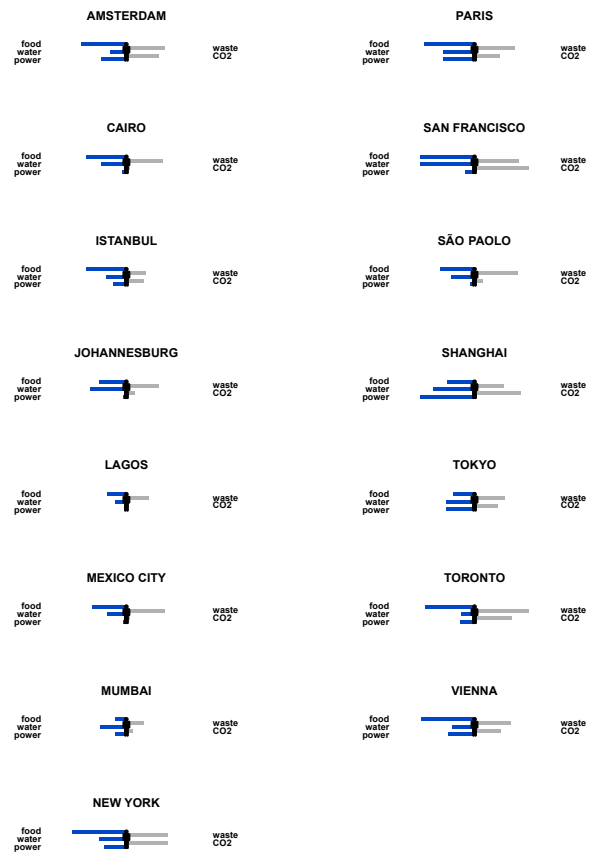 AMSTERDAM
food
water
power
waste
CO2
PARIS
food
water
power
waste
CO2
CAIRO
food
water
power
waste
CO2
SAN FRANCISCO
food
water
power
waste
CO2
ISTANBUL
food
water
power
waste
CO2
SÃO PAOLO
food
water
power
waste
CO2
JOHANNESBURG
food
water
power
waste
CO2
SHANGHAI
food
water
power
waste
CO2
LAGOS
food
water
power
waste
CO2
TOKYO
food
water
power
waste
CO2
MEXICO CITY
food
water
power
waste
CO2
TORONTO
food
water
power
waste
CO2
MUMBAI
food
water
power
waste
CO2
VIENNA
food
water
power
waste
CO2
NEW YORK
food
water
power
waste
CO2